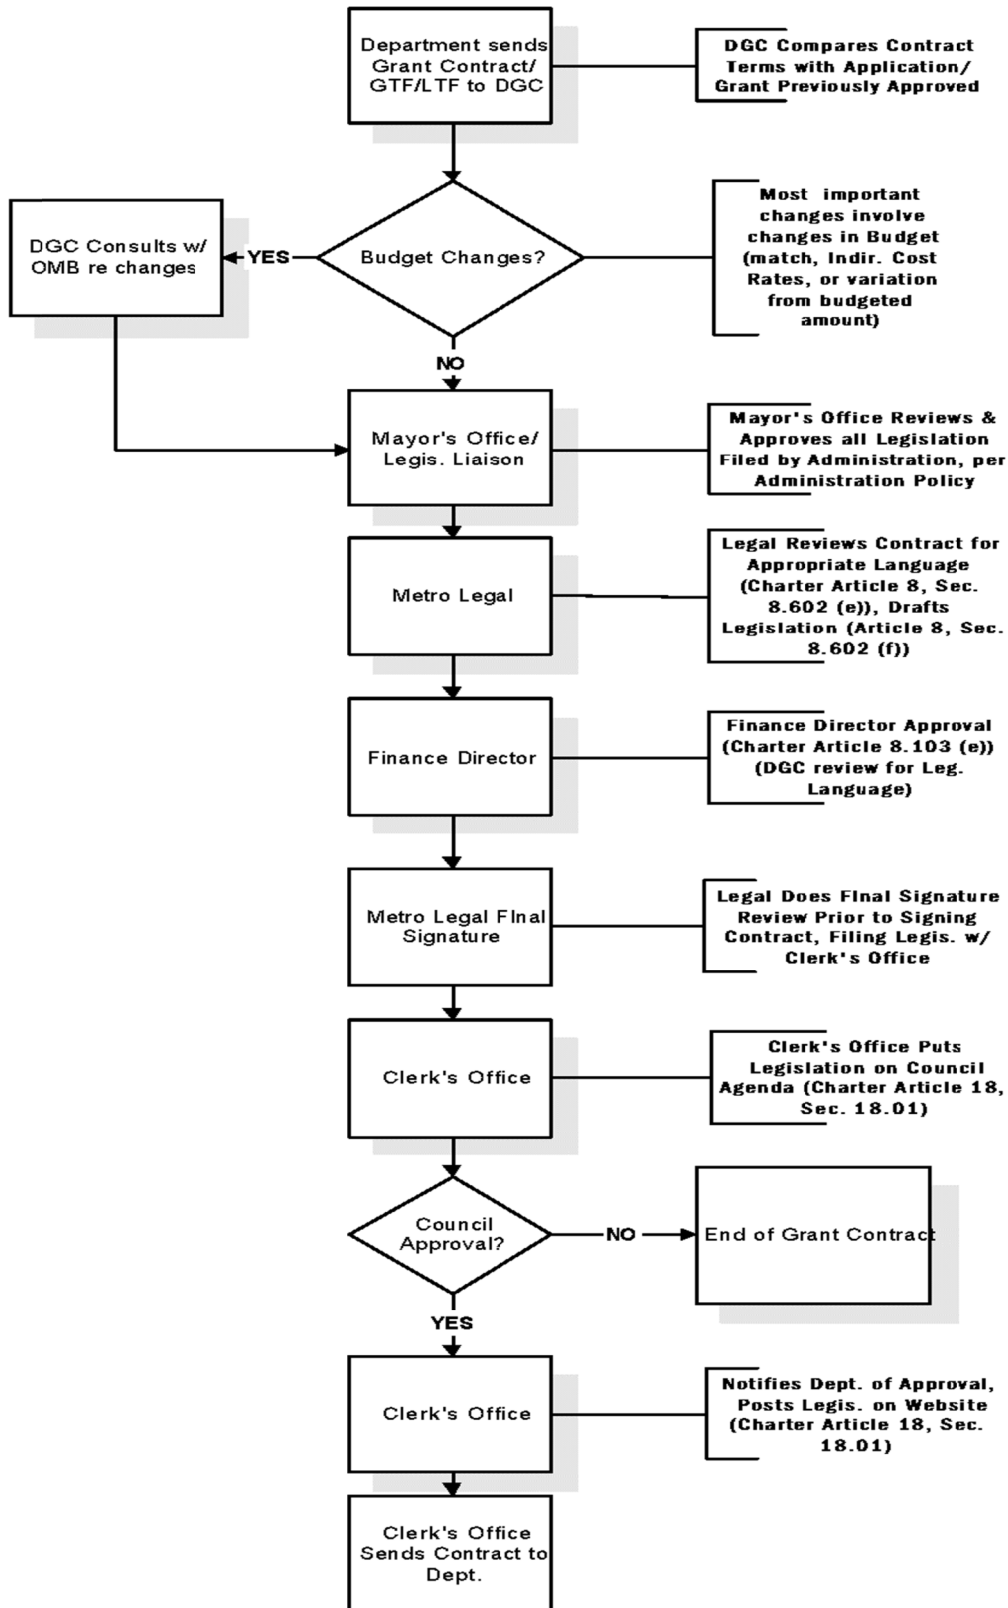 Department sends
Grant Contract/
GTF/LTF to DGC
DGC Compares Contract
Terms with Application/
Grant Previously Approved
DGC Consults w/
OMB re changes
YES
Budget Changes?
Most important
changes involve
changes in Budget
(match, Indir. Cost
Rates, or variation
from budgeted
amount)
NO
Mayor's Office/
Legis. Liaison
Mayor's Office Reviews &
Approves all Legislation
Filed by Administration, per
Administration Policy
Metro Legal
Legal Reviews Contract for
Appropriate Language
(Charter Article 8, Sec.
8.602 (e)), Drafts
Legislation (Article 8, Sec.
8.602 (f))
Finance Director
Finance Director Approval
(Charter Article 8.103 (e))
(DGC review for Leg.
Language)
Metro Legal FInal
Signature
Legal Does FInal Signature
Review Prior to Signing
Contract, Filing Legis. w/
Clerk's Office
Clerk's Office
Clerk's Office Puts
Legislation on Council
Agenda (Charter Article 18,
Sec. 18.01)
Council
Approval?
NO
End of Grant Contract
YES
Clerk's Office
Notifies Dept. of Approval,
Posts Legis. on Website
(Charter Article 18, Sec.
18.01)
Clerk's Office
Sends Contract to
Dept.